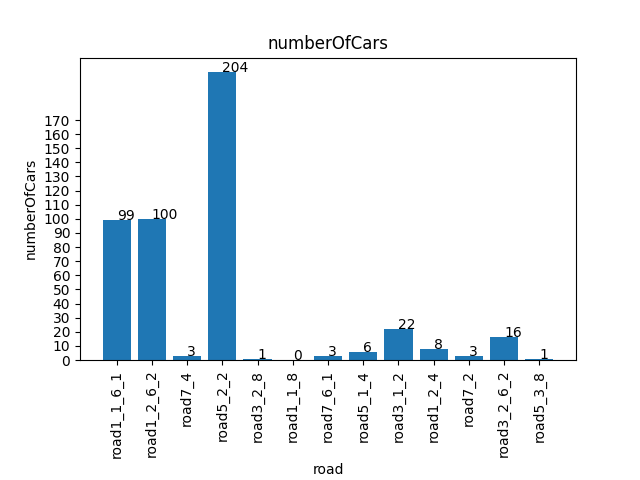 numberOfCars
numberOfCars
170
160
150
140
130
120
110
100
90
80
70
60
50
40
30
20
10
0
99
100
3
204
1
0
3
6
22
8
3
16
1
road1_1_6_1
road1_2_6_2
road7_4
road5_2_2
road3_2_8
road1_1_8
road7_6_1
road5_1_4
road3_1_2
road1_2_4
road7_2
road3_2_6_2
road5_3_8
road